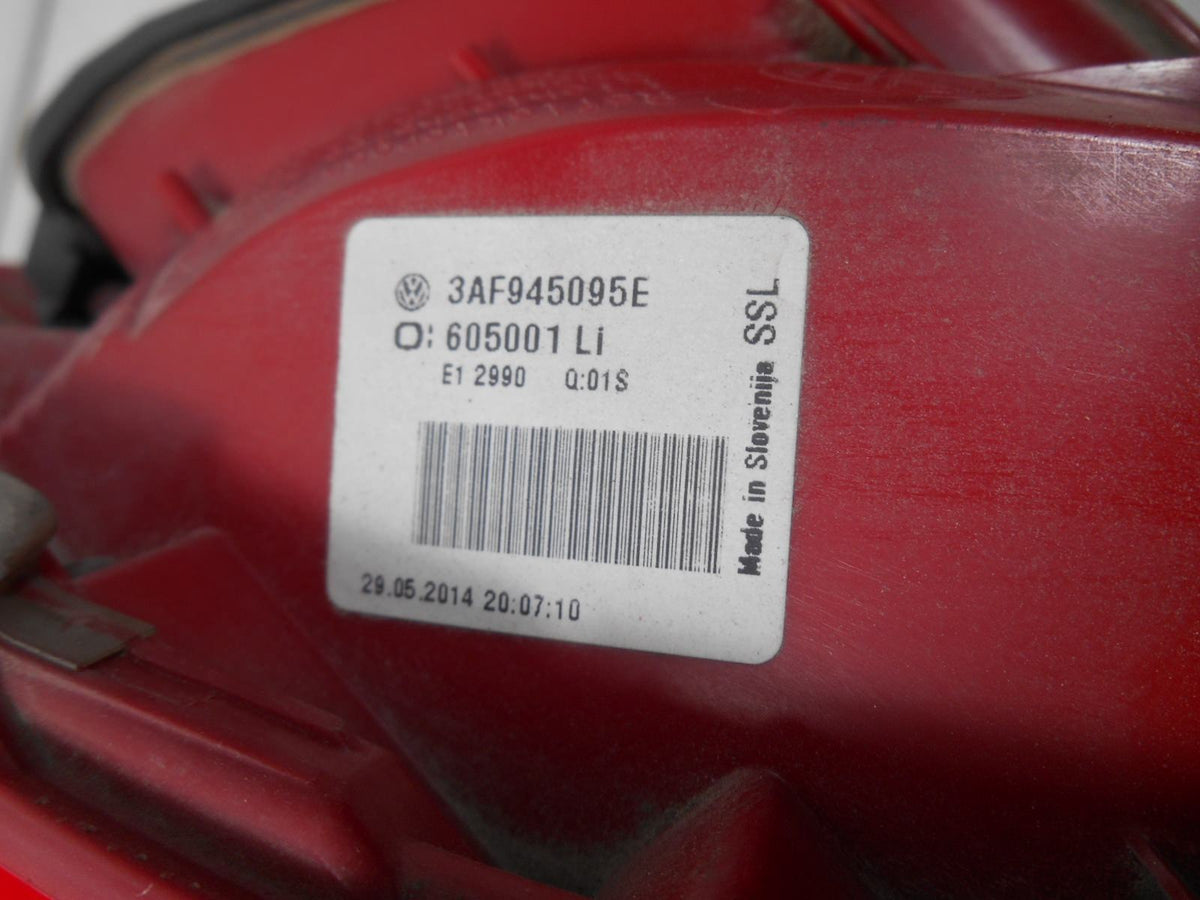 3AF945095E
O: 605001 Li
E1 2990 Q:01S
29.05.2014 20:07:10
Made in Slovenija SSL